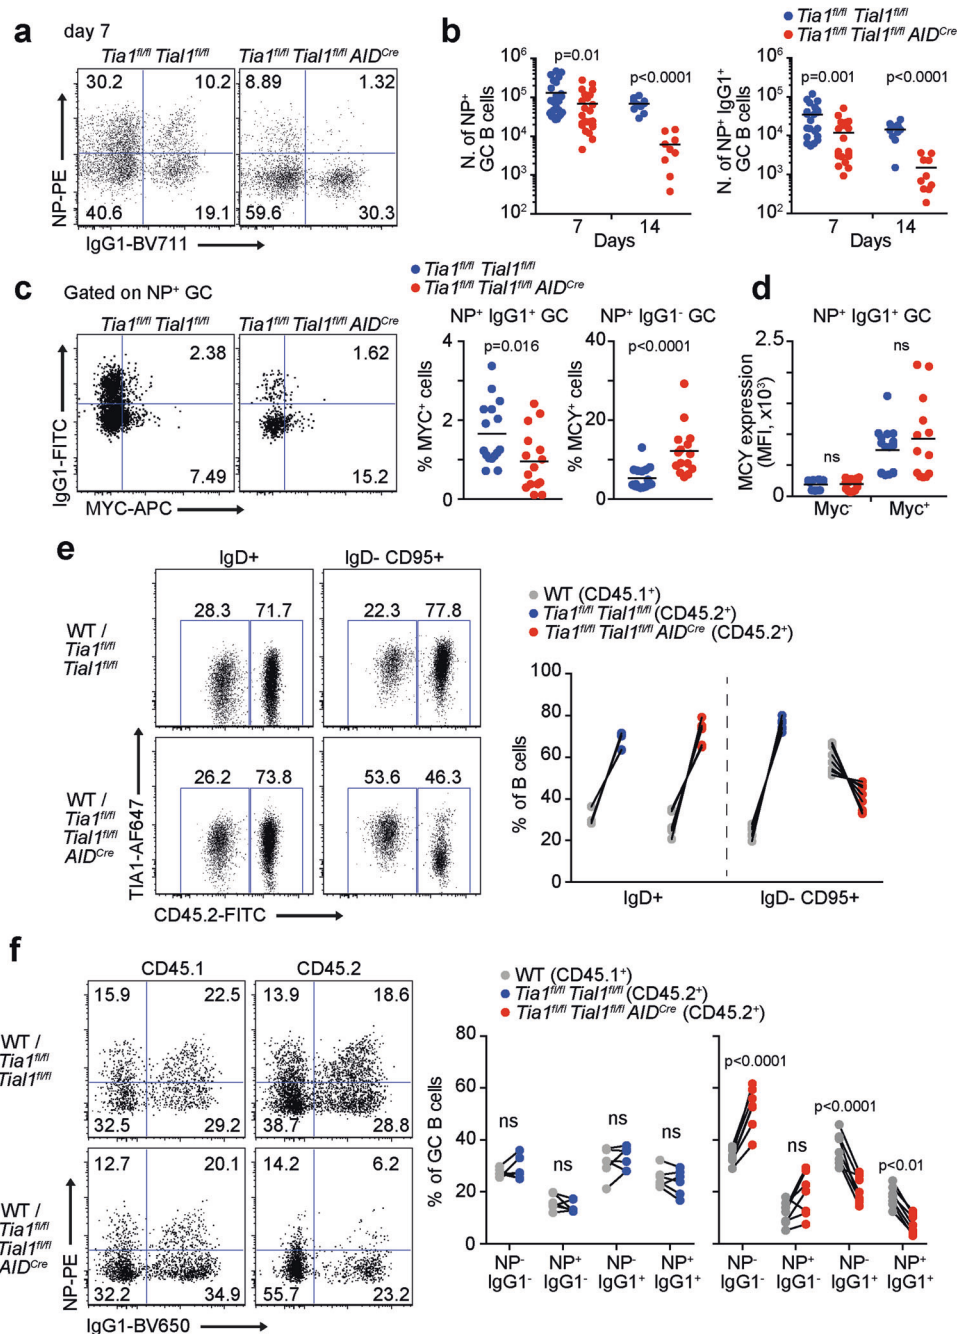 a
day 7
Tia1fl/fl Tial1fl/fl
Tia1fl/fl Tial1fl/fl AIDCre
30.2
10.2
8.89
1.32
40.6
19.1
59.6
30.3
NP-PE
IgG1-BV711
b
Tia1fl/fl Tial1fl/fl
Tia1fl/fl Tial1fl/fl AIDCre
N. of NP+
GC B cells
10^6
10^5
10^4
10^3
10^2
p=0.01
p<0.0001
7
14
Days
N. of NP+ IgG1+
GC B cells
10^6
10^5
10^4
10^3
10^2
p=0.001
p<0.0001
7
14
Days
c
Gated on NP+ GC
Tia1fl/fl Tial1fl/fl
Tia1fl/fl Tial1fl/fl AIDCre
2.38
1.62
7.49
15.2
IgG1-FITC
MYC-APC
Tia1fl/fl Tial1fl/fl
Tia1fl/fl Tial1fl/fl AIDCre
NP+ IgG1+ GC
p=0.016
% MYC+ cells
4
2
0
NP+ IgG1- GC
p<0.0001
% MCY+ cells
40
20
0
d
NP+ IgG1+ GC
MCY expression
(MFI, x10³)
2.5
0
ns
ns
Myc-
Myc+
e
IgD+
IgD- CD95+
WT /
Tia1fl/fl
Tial1fl/fl
28.3
71.7
22.3
77.8
WT /
Tia1fl/fl
Tial1fl/fl
AIDCre
26.2
73.8
53.6
46.3
TIA1-AF647
CD45.2-FITC
WT (CD45.1+)
Tia1fl/fl Tial1fl/fl (CD45.2+)
Tia1fl/fl Tial1fl/fl AIDCre (CD45.2+)
% of B cells
100
80
60
40
20
0
IgD+
IgD- CD95+
f
CD45.1
CD45.2
WT /
Tia1fl/fl
Tial1fl/fl
15.9
22.5
13.9
18.6
32.5
29.2
38.7
28.8
WT /
Tia1fl/fl
Tial1fl/fl
AIDCre
12.7
20.1
14.2
6.2
32.2
34.9
55.7
23.2
NP-PE
IgG1-BV650
WT (CD45.1+)
Tia1fl/fl Tial1fl/fl (CD45.2+)
Tia1fl/fl Tial1fl/fl AIDCre (CD45.2+)
% of GC B cells
80
60
40
20
0
ns
ns
ns
ns
NP- IgG1-
NP+ IgG1-
NP- IgG1+
NP+ IgG1+
p<0.0001
ns
p<0.0001
p<0.01
NP- IgG1-
NP+ IgG1-
NP- IgG1+
NP+ IgG1+